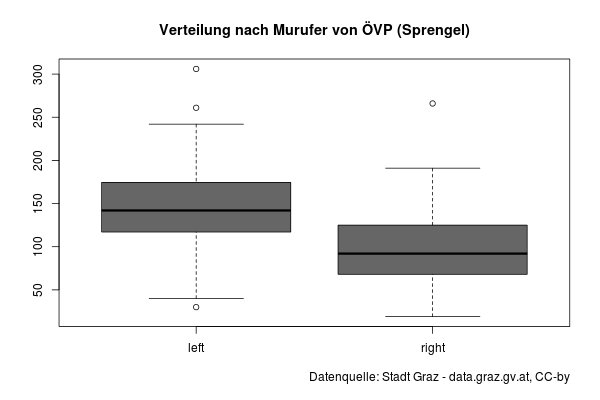 Verteilung nach Murufer von ÖVP (Sprengel)
300
250
200
150
100
50
left right
Datenquelle: Stadt Graz - data.graz.gv.at, CC-by